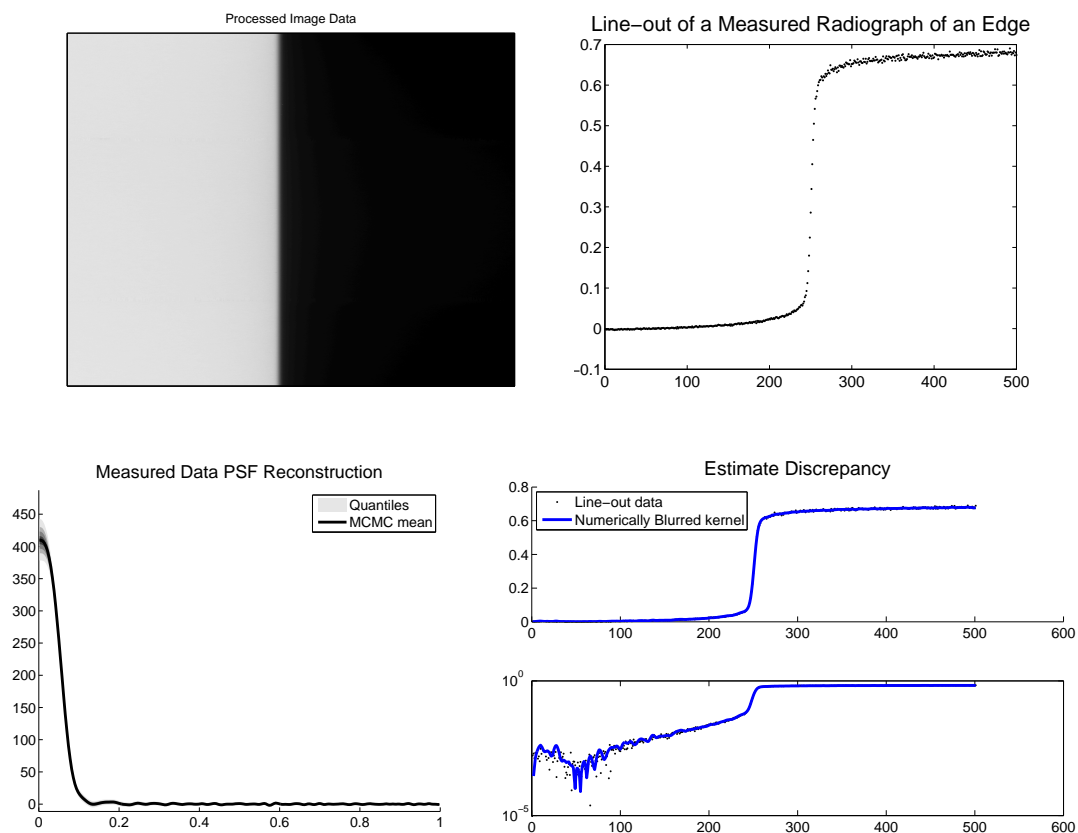 Processed Image Data
Line−out of a Measured Radiograph of an Edge
0.7
0.6
0.5
0.4
0.3
0.2
0.1
0
−0.1
0 100 200 300 400 500
Measured Data PSF Reconstruction
Quantiles
MCMC mean
450
400
350
300
250
200
150
100
50
0
0 0.2 0.4 0.6 0.8 1
Estimate Discrepancy
Line−out data
Numerically Blurred kernel
0.8
0.6
0.4
0.2
0
0 100 200 300 400 500 600
10^0
10^−5
0 100 200 300 400 500 600